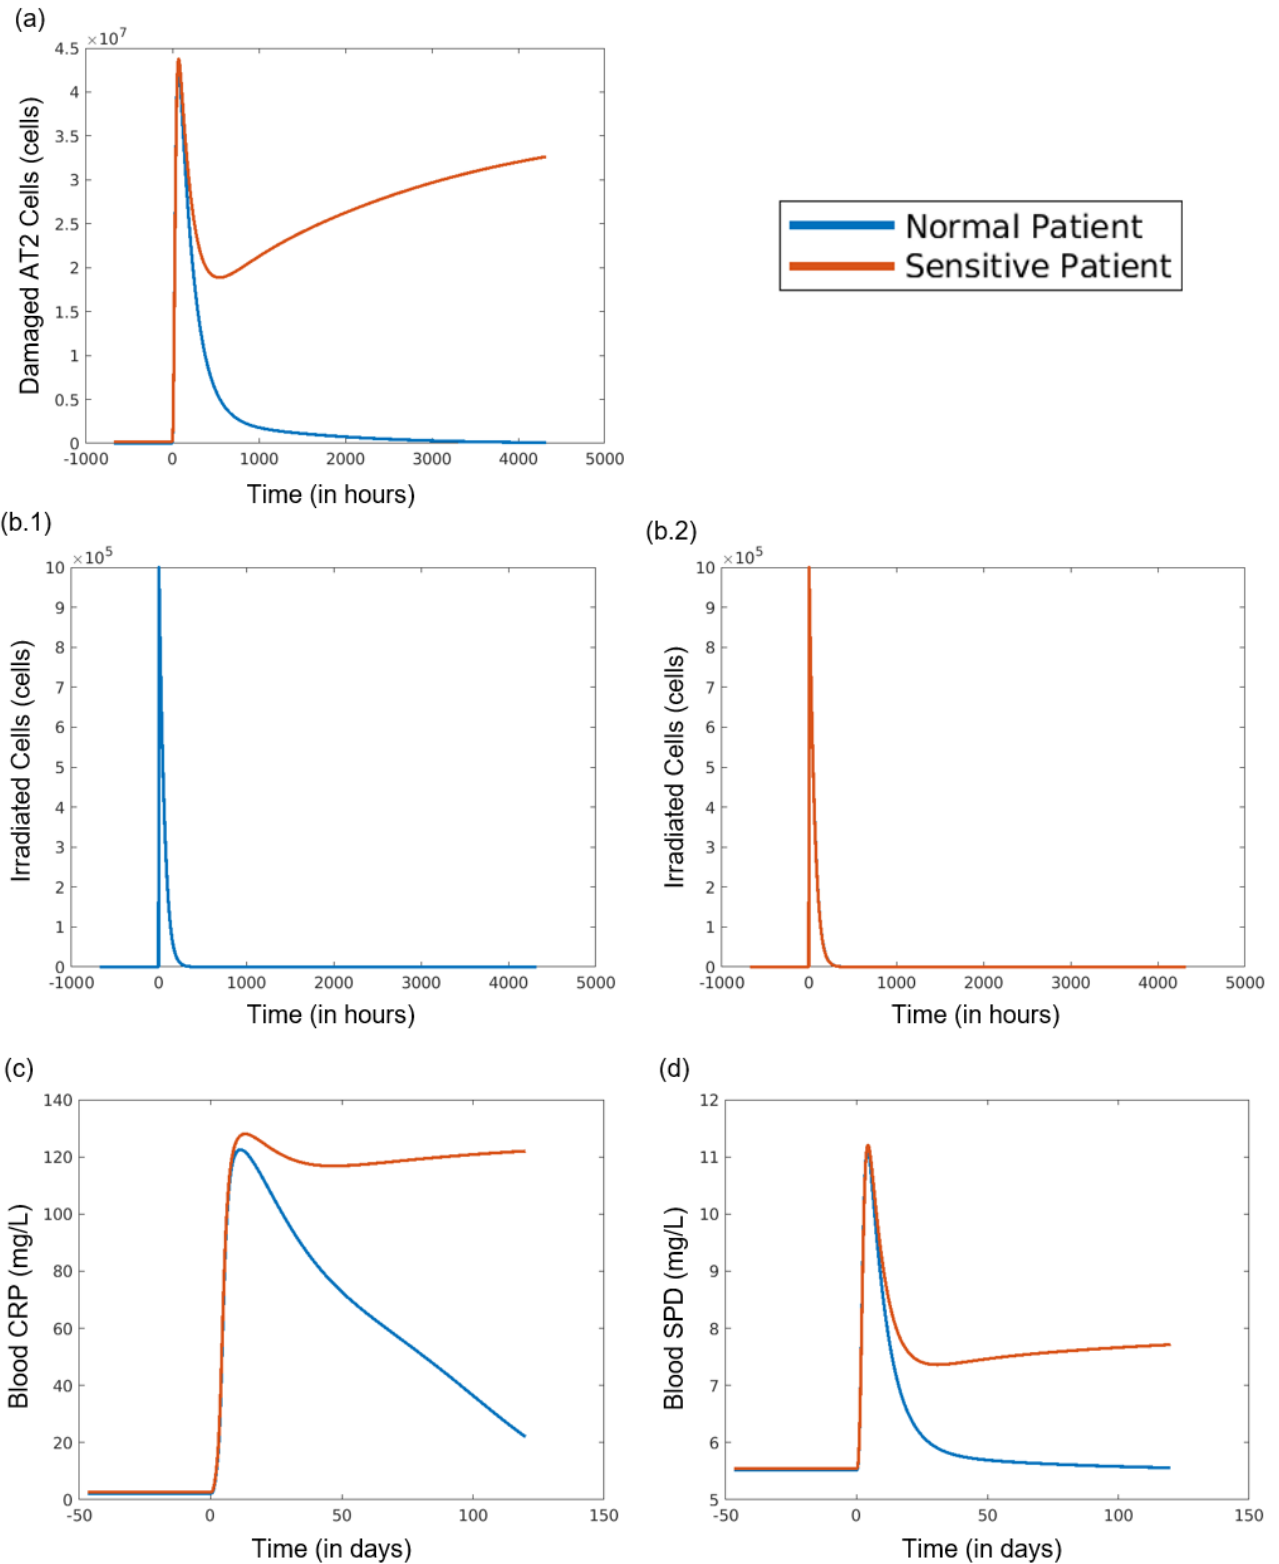 (a)
×10⁷
4.5
4
3.5
3
2.5
2
1.5
1
0.5
0
-1000 0 1000 2000 3000 4000 5000
Damaged AT2 Cells (cells)
Time (in hours)
Normal Patient
Sensitive Patient
(b.1)
×10⁵
10
9
8
7
6
5
4
3
2
1
0
-1000 0 1000 2000 3000 4000 5000
Irradiated Cells (cells)
Time (in hours)
(b.2)
×10⁵
10
9
8
7
6
5
4
3
2
1
0
-1000 0 1000 2000 3000 4000 5000
Irradiated Cells (cells)
Time (in hours)
(c)
140
120
100
80
60
40
20
0
-50 0 50 100 150
Blood CRP (mg/L)
Time (in days)
(d)
12
11
10
9
8
7
6
5
-50 0 50 100 150
Blood SPD (mg/L)
Time (in days)